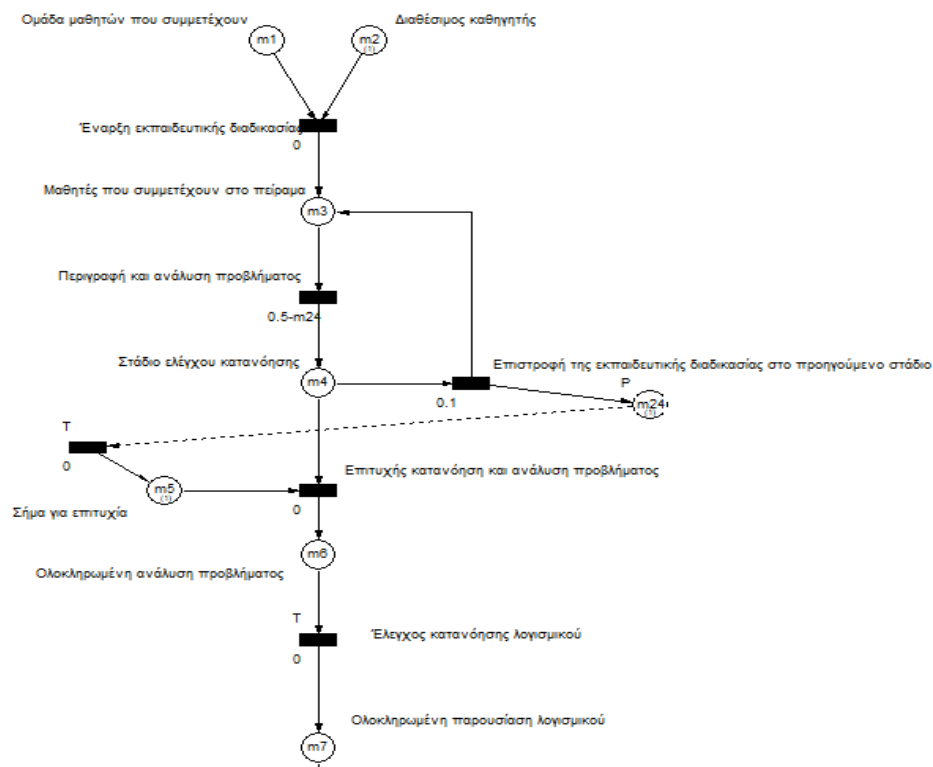 Ομάδα μαθητών που συμμετέχουν
Διαθέσιμος καθηγητής
m1
m2
(1)
Έναρξη εκπαιδευτικής διαδικασίας
0
Μαθητές που συμμετέχουν στο πείραμα
m3
Περιγραφή και ανάλυση προβλήματος
0.5-m24
Στάδιο ελέγχου κατανόησης
Επιστροφή της εκπαιδευτικής διαδικασίας στο προηγούμενο στάδιο
m4
P
0.1
m24
(1)
T
0
Επιτυχής κατανόηση και ανάλυση προβλήματος
m5
(1)
Σήμα για επιτυχία
0
m6
Ολοκληρωμένη ανάλυση προβλήματος
T
Έλεγχος κατανόησης λογισμικού
0
Ολοκληρωμένη παρουσίαση λογισμικού
m7